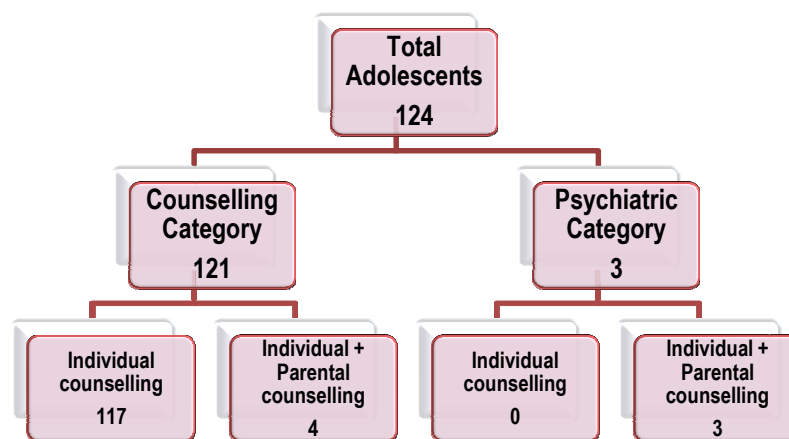 Total
Adolescents
124
Counselling
Category
121
Psychiatric
Category
3
Individual
counselling
117
Individual +
Parental
counselling
4
Individual
counselling
0
Individual +
Parental
counselling
3